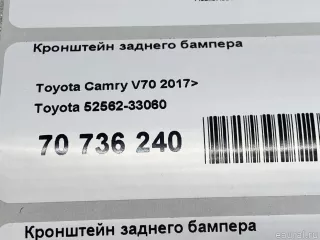 Кронштейн заднего бампера
Toyota Camry V70 2017>
Toyota 52562-33060
70 736 240
Кронштейн заднего бампера